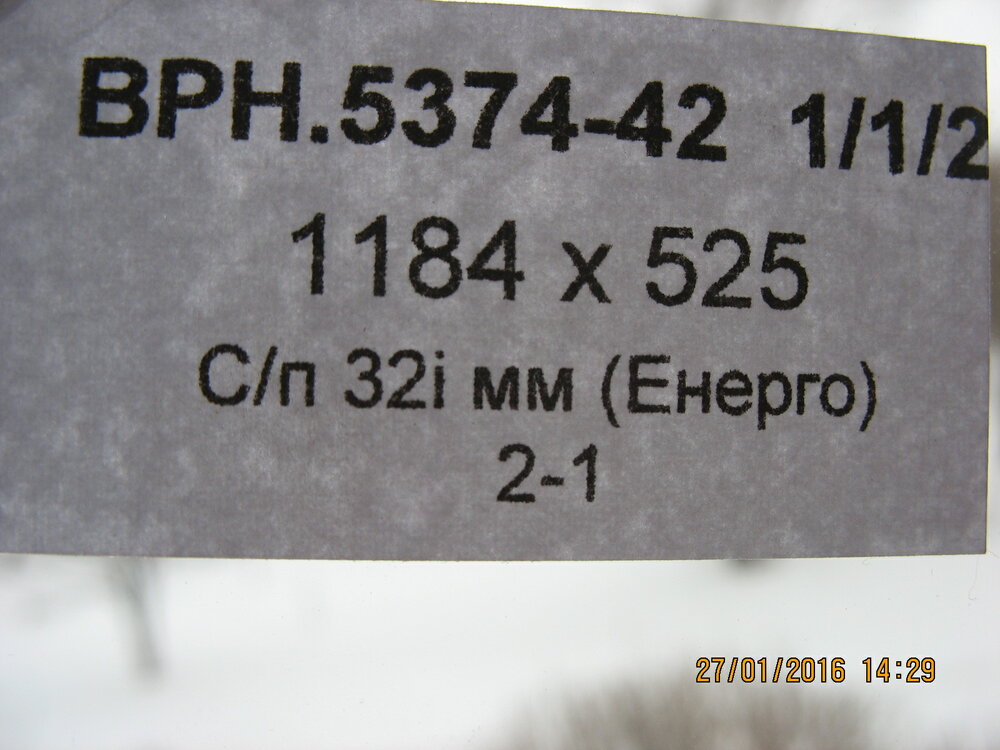 ВРН.5374-42 1/1/2
1184 x 525
С/п 32і мм (Енерго)
2-1
27/01/2016 14:29